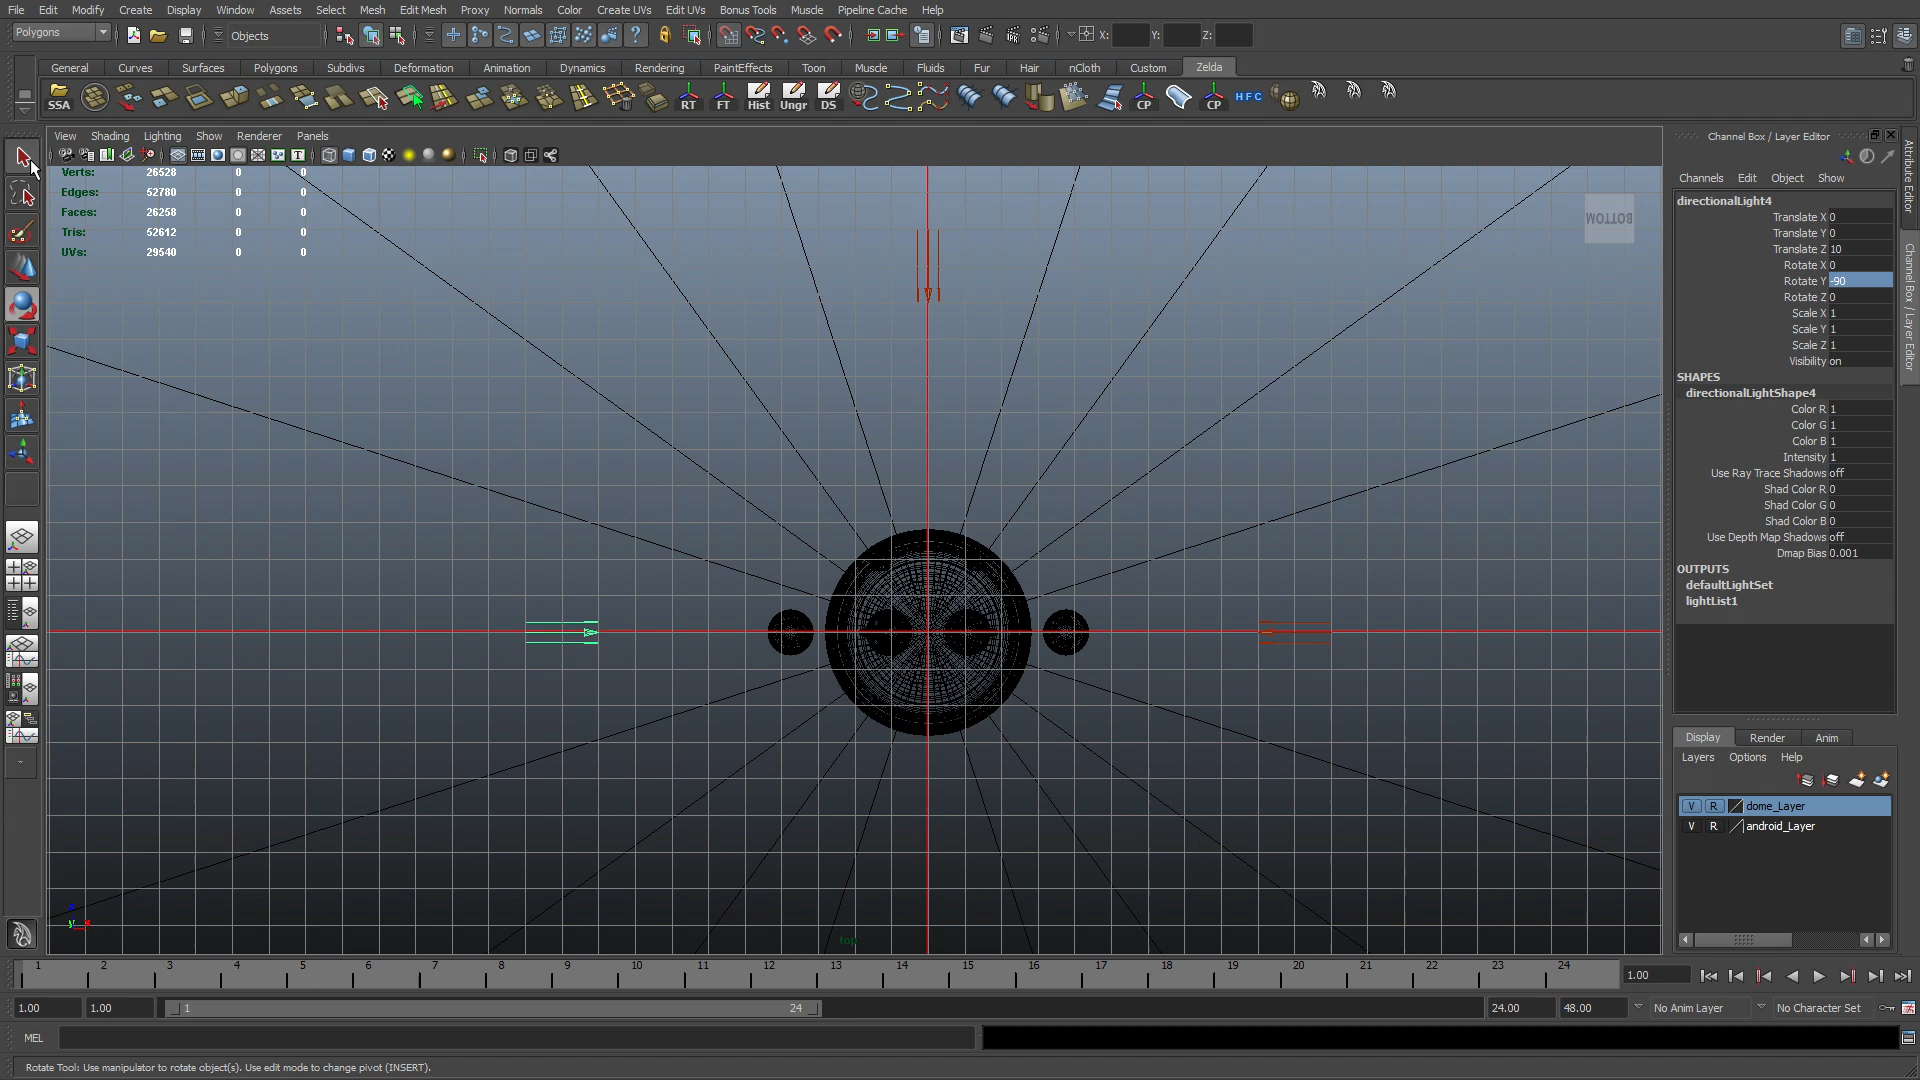 File Edit Modify Create Display Window Assets Select Mesh Edit Mesh Proxy Normals Color Create UVs Edit UVs Bonus Tools Muscle Pipeline Cache Help
Polygons Objects X: Y: Z:
General Curves Surfaces Polygons Subdivs Deformation Animation Dynamics Rendering PaintEffects Toon Muscle Fluids Fur Hair nCloth Custom Zelda
SSA RT FT Hist Ungr DS CP CP HFC
View Shading Lighting Show Renderer Panels
Verts: 26528 0 0
Edges: 52780 0 0
Faces: 26258 0 0
Tris: 52612 0 0
UVs: 29540 0 0
BOTTOM
top
Channel Box / Layer Editor
Channels Edit Object Show
directionalLight4
Translate X 0
Translate Y 0
Translate Z 10
Rotate X 0
Rotate Y -90
Rotate Z 0
Scale X 1
Scale Y 1
Scale Z 1
Visibility on
SHAPES
directionalLightShape4
Color R 1
Color G 1
Color B 1
Intensity 1
Use Ray Trace Shadows off
Shad Color R 0
Shad Color G 0
Shad Color B 0
Use Depth Map Shadows off
Dmap Bias 0.001
OUTPUTS
defaultLightSet
lightList1
Attribute Editor
Channel Box / Layer Editor
Display Render Anim
Layers Options Help
V R dome_Layer
V R android_Layer
1 2 3 4 5 6 7 8 9 10 11 12 13 14 15 16 17 18 19 20 21 22 23 24 1.00
1.00 1.00 1 24 24.00 48.00 No Anim Layer No Character Set
MEL
Rotate Tool: Use manipulator to rotate object(s). Use edit mode to change pivot (INSERT).